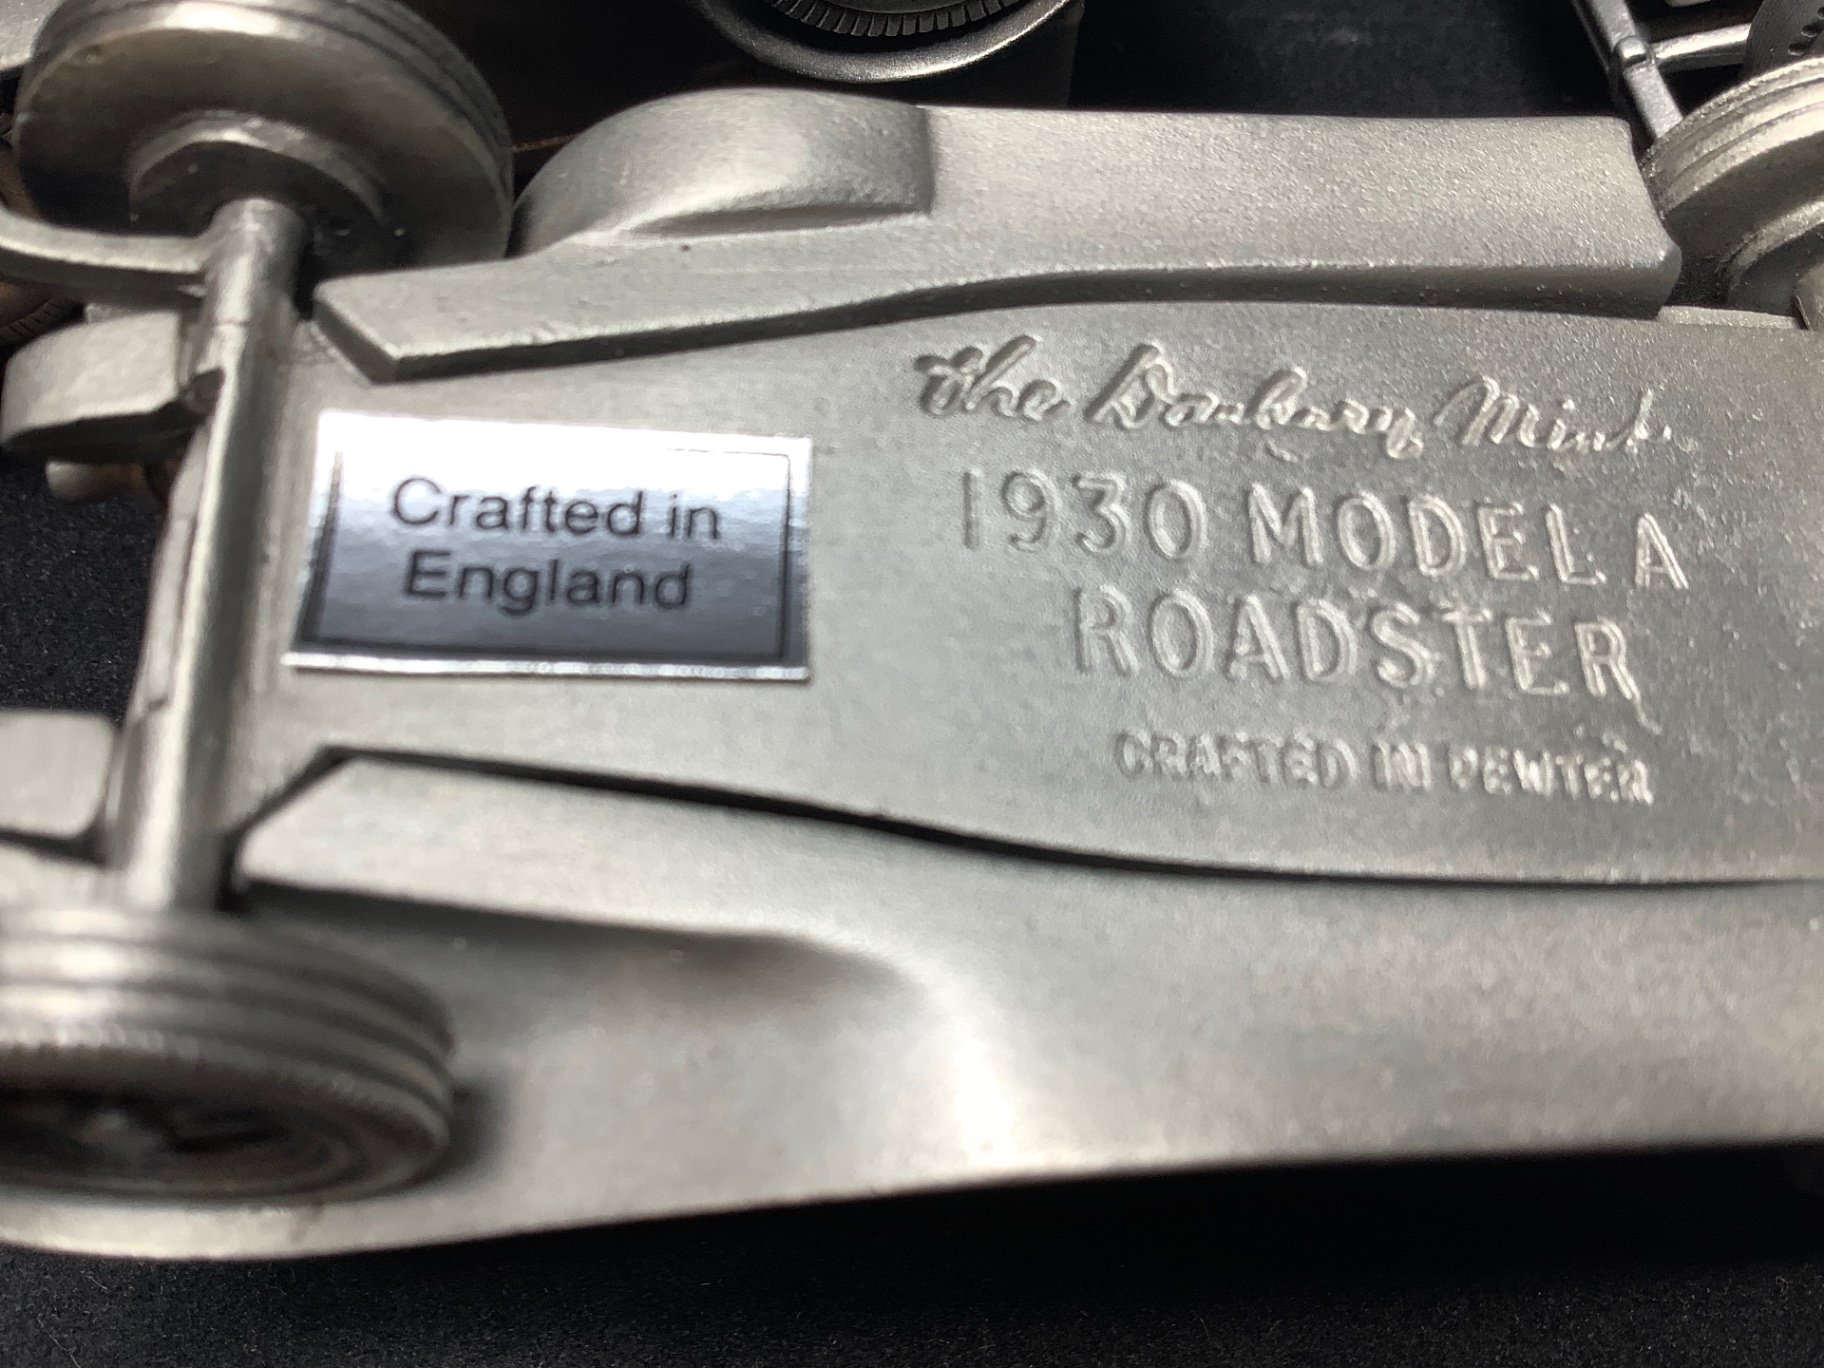 Crafted in
England
the Danbury Mint
1930 MODEL A
ROADSTER
CRAFTED IN PEWTER